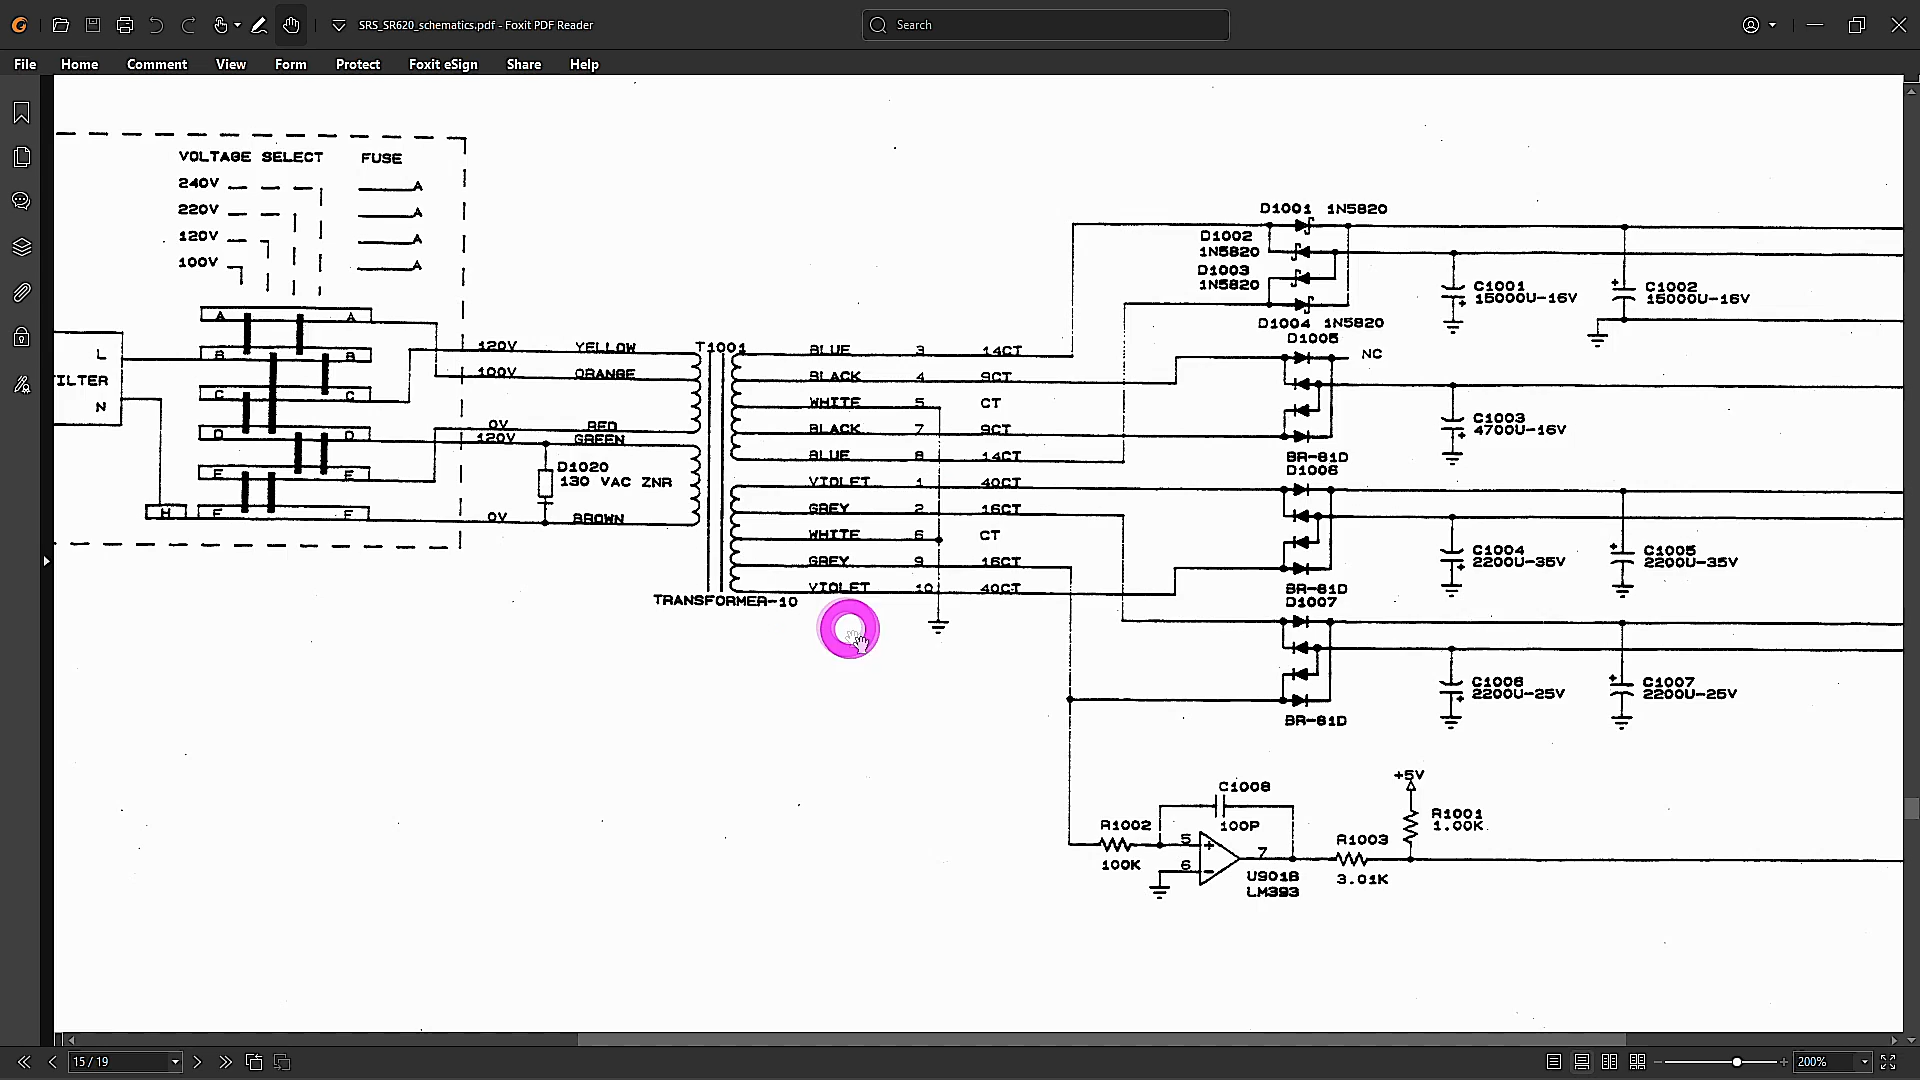 SRS_SR620_schematics.pdf - Foxit PDF Reader
Search
File Home Comment View Form Protect Foxit eSign Share Help
VOLTAGE SELECT FUSE
240V A
220V A
120V A
100V A
A A
B B
C C
D D
E E
H F F
L
ILTER
N
120V YELLOW
100V ORANGE
0V RED
120V GREEN
D1020
130 VAC ZNR
0V BROWN
T1001
TRANSFORMER-10
BLUE 3 14CT
BLACK 4 9CT
WHITE 5 CT
BLACK 7 9CT
BLUE 8 14CT
VIOLET 1 40CT
GREY 2 16CT
WHITE 6 CT
GREY 9 16CT
VIOLET 10 40CT
D1001 1N5820
D1002
1N5820
D1003
1N5820
D1004 1N5820
D1005
NC
BR-81D
D1006
BR-81D
D1007
BR-81D
C1001
15000U-16V
C1002
15000U-16V
C1003
4700U-16V
C1004
2200U-35V
C1005
2200U-35V
C1006
2200U-25V
C1007
2200U-25V
C1008
100P
R1002
100K
5
6
7
U901B
LM393
R1003
3.01K
+5V
R1001
1.00K
15 / 19
200%